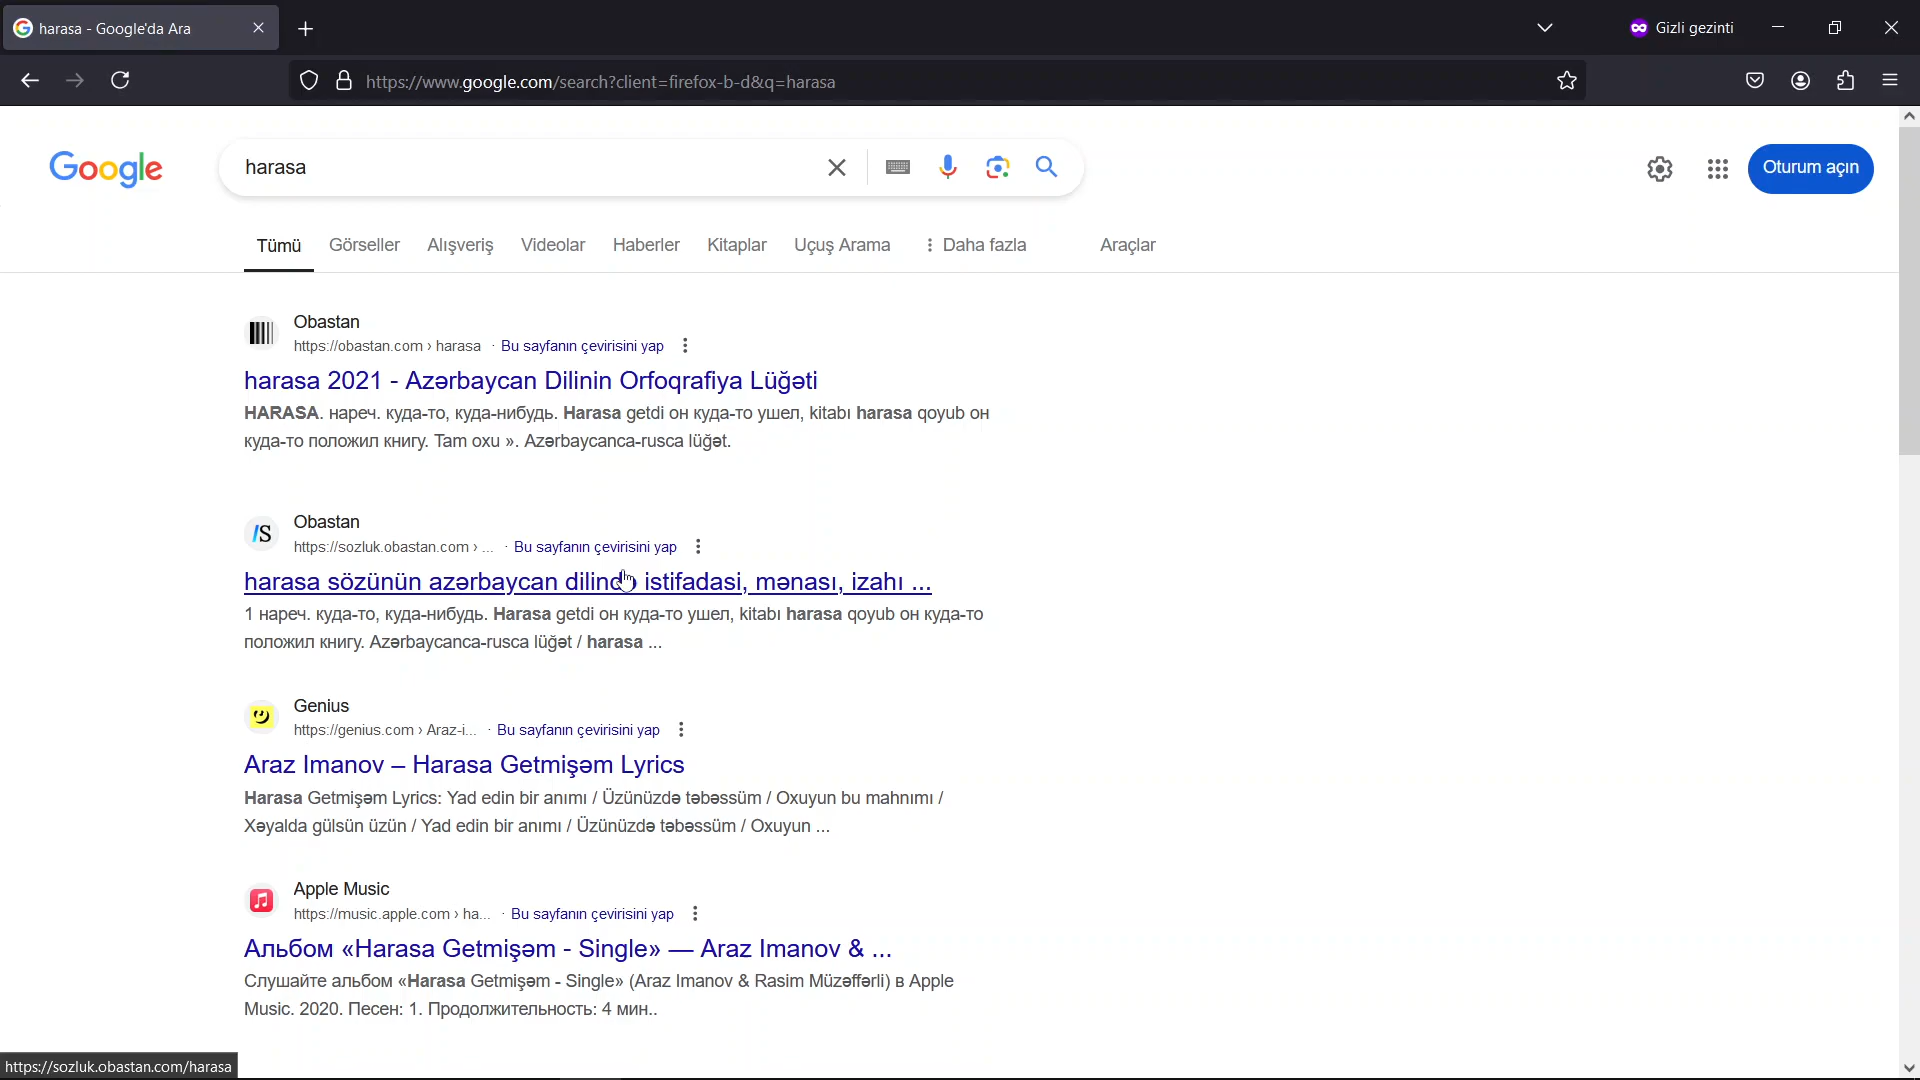 harasa - Google'da Ara
Gizli gezinti
https://www.google.com/search?client=firefox-b-d&q=harasa
Google
harasa
Oturum açın
Tümü Görseller Alışveriş Videolar Haberler Kitaplar Uçuş Arama Daha fazla Araçlar
Obastan
https://obastan.com › harasa · Bu sayfanın çevirisini yap
harasa 2021 - Azərbaycan Dilinin Orfoqrafiya Lüğəti
HARASA. нареч. куда-то, куда-нибудь. Harasa getdi он куда-то ушел, kitabı harasa qoyub он
куда-то положил книгу. Tam oxu ». Azərbaycanca-rusca lüğət.
Obastan
https://sozluk.obastan.com › ... · Bu sayfanın çevirisini yap
harasa sözünün azərbaycan dilində istifadasi, mənası, izahı ...
1 нареч. куда-то, куда-нибудь. Harasa getdi он куда-то ушел, kitabı harasa qoyub он куда-то
положил книгу. Azərbaycanca-rusca lüğət / harasa ...
Genius
https://genius.com › Araz-i... · Bu sayfanın çevirisini yap
Araz Imanov – Harasa Getmişəm Lyrics
Harasa Getmişəm Lyrics: Yad edin bir anımı / Üzünüzdə təbəssüm / Oxuyun bu mahnımı /
Xəyalda gülsün üzün / Yad edin bir anımı / Üzünüzdə təbəssüm / Oxuyun ...
Apple Music
https://music.apple.com › ha... · Bu sayfanın çevirisini yap
Альбом «Harasa Getmişəm - Single» — Araz Imanov & ...
Слушайте альбом «Harasa Getmişəm - Single» (Araz Imanov & Rasim Müzəffərli) в Apple
Music. 2020. Песен: 1. Продолжительность: 4 мин..
https://sozluk.obastan.com/harasa